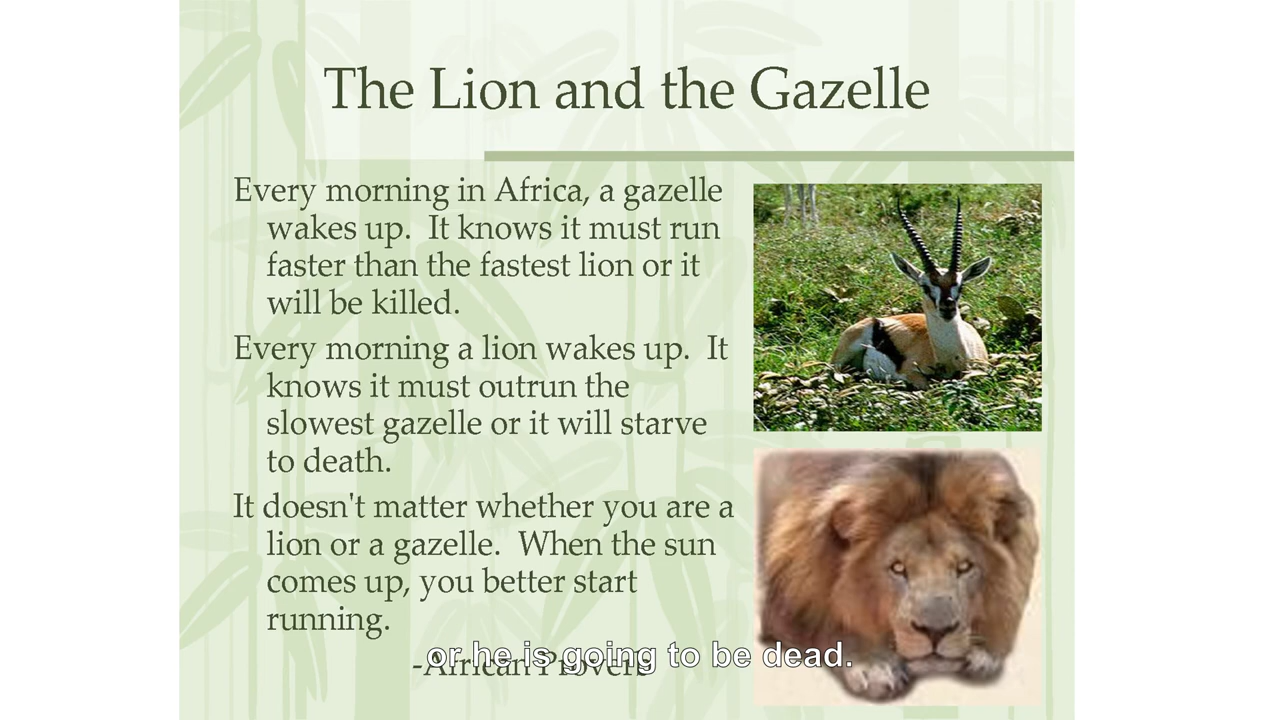 The Lion and the Gazelle
Every morning in Africa, a gazelle
wakes up. It knows it must run
faster than the fastest lion or it
will be killed.
Every morning a lion wakes up. It
knows it must outrun the
slowest gazelle or it will starve
to death.
It doesn't matter whether you are a
lion or a gazelle. When the sun
comes up, you better start
running.
-African Proverb
or he is going to be dead.